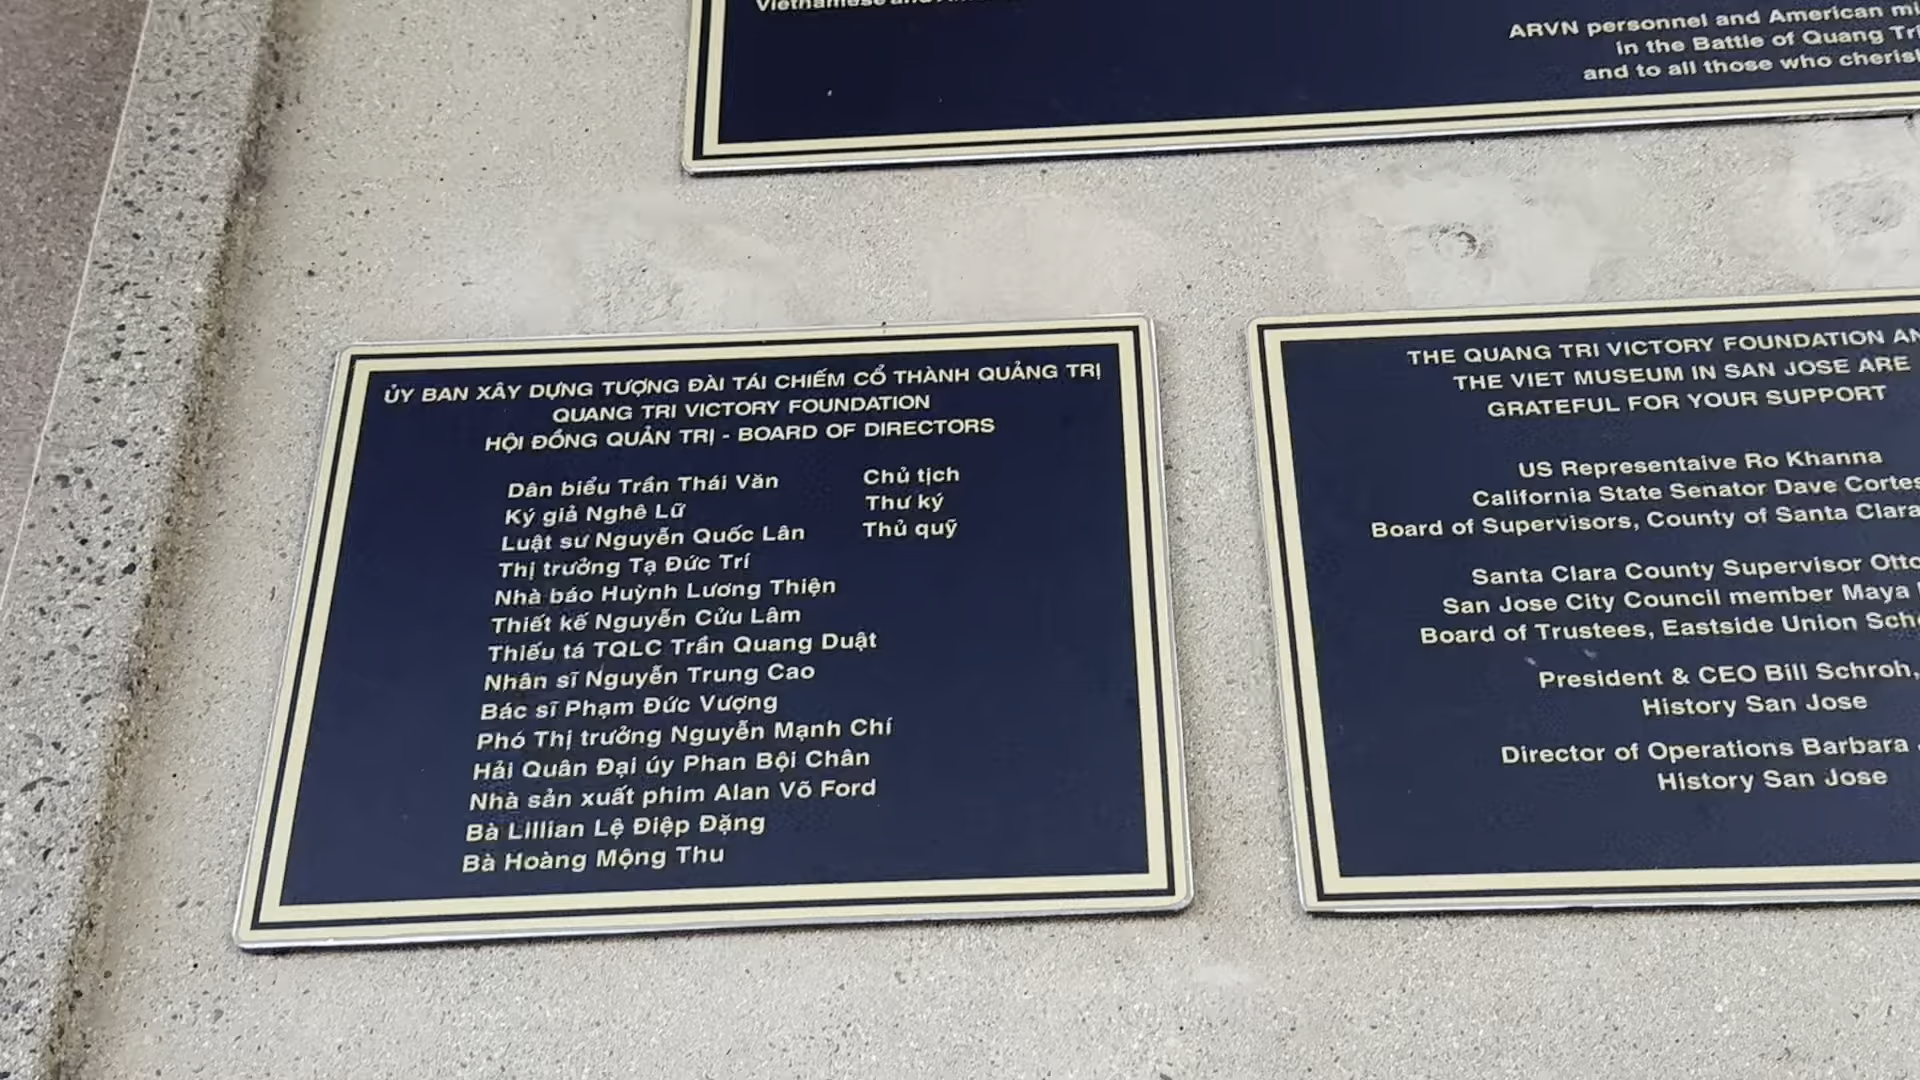 ARVN personnel and American
in the Battle of Quang
and to all those who
ỦY BAN XÂY DỰNG TƯỢNG ĐÀI TÁI CHIẾM CỔ THÀNH QUẢNG TRỊ
QUANG TRI VICTORY FOUNDATION
HỘI ĐỒNG QUẢN TRỊ - BOARD OF DIRECTORS
Dân biểu Trần Thái Văn Chủ tịch
Ký giả Nghê Lữ Thư ký
Luật sư Nguyễn Quốc Lân Thủ quỹ
Thị trưởng Tạ Đức Trí
Nhà báo Huỳnh Lương Thiện
Thiết kế Nguyễn Cửu Lâm
Thiếu tá TQLC Trần Quang Duật
Nhân sĩ Nguyễn Trung Cao
Bác sĩ Phạm Đức Vượng
Phó Thị trưởng Nguyễn Mạnh Chí
Hải Quân Đại úy Phan Bội Chân
Nhà sản xuất phim Alan Võ Ford
Bà Lillian Lệ Điệp Đặng
Bà Hoàng Mộng Thu
THE QUANG TRI VICTORY FOUNDATION
THE VIET MUSEUM IN SAN JOSE ARE
GRATEFUL FOR YOUR SUPPORT
US Representaive Ro Khanna
California State Senator Dave
Board of Supervisors, County of Santa Clara
Santa Clara County Supervisor Otto
San Jose City Council member Maya
Board of Trustees, Eastside Union
President & CEO Bill Schroh,
History San Jose
Director of Operations Barbara
History San Jose